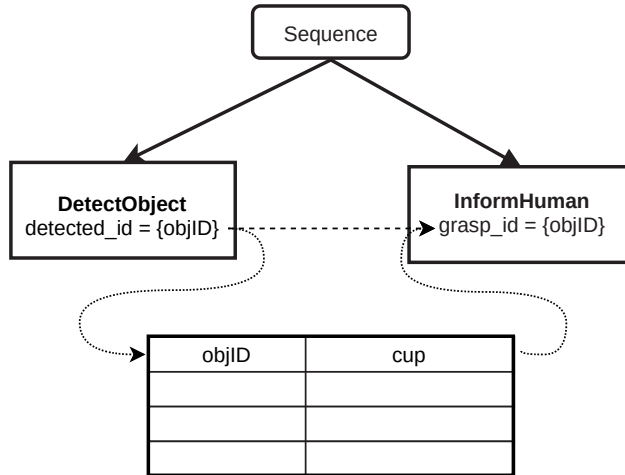 Sequence
DetectObject
detected_id = {objID}
InformHuman
grasp_id = {objID}
objID cup